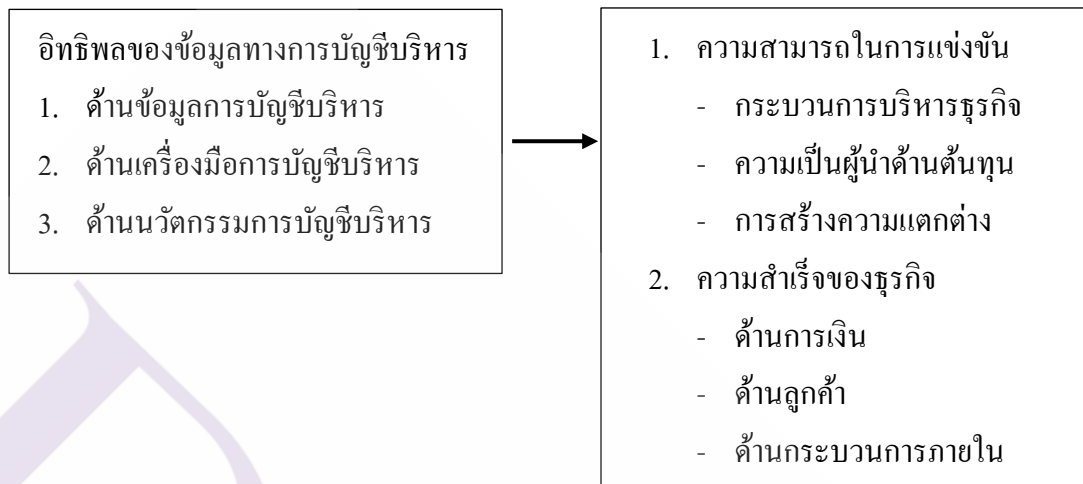 อิทธิพลของข้อมูลทางการบัญชีบริหาร
1. ด้านข้อมูลการบัญชีบริหาร
2. ด้านเครื่องมือการบัญชีบริหาร
3. ด้านนวัตกรรมการบัญชีบริหาร
1. ความสามารถในการแข่งขัน
- กระบวนการบริหารธุรกิจ
- ความเป็นผู้นำด้านต้นทุน
- การสร้างความแตกต่าง
2. ความสำเร็จของธุรกิจ
- ด้านการเงิน
- ด้านลูกค้า
- ด้านกระบวนการภายใน